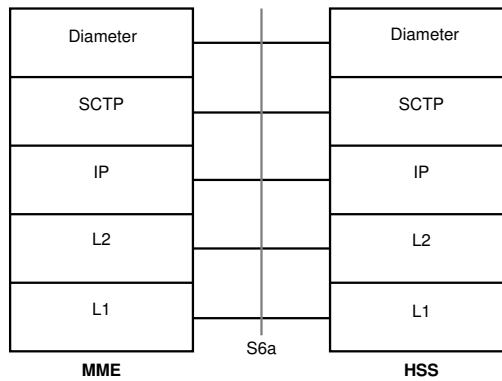 Diameter
Diameter
SCTP
SCTP
IP
IP
L2
L2
L1
L1
S6a
MME
HSS